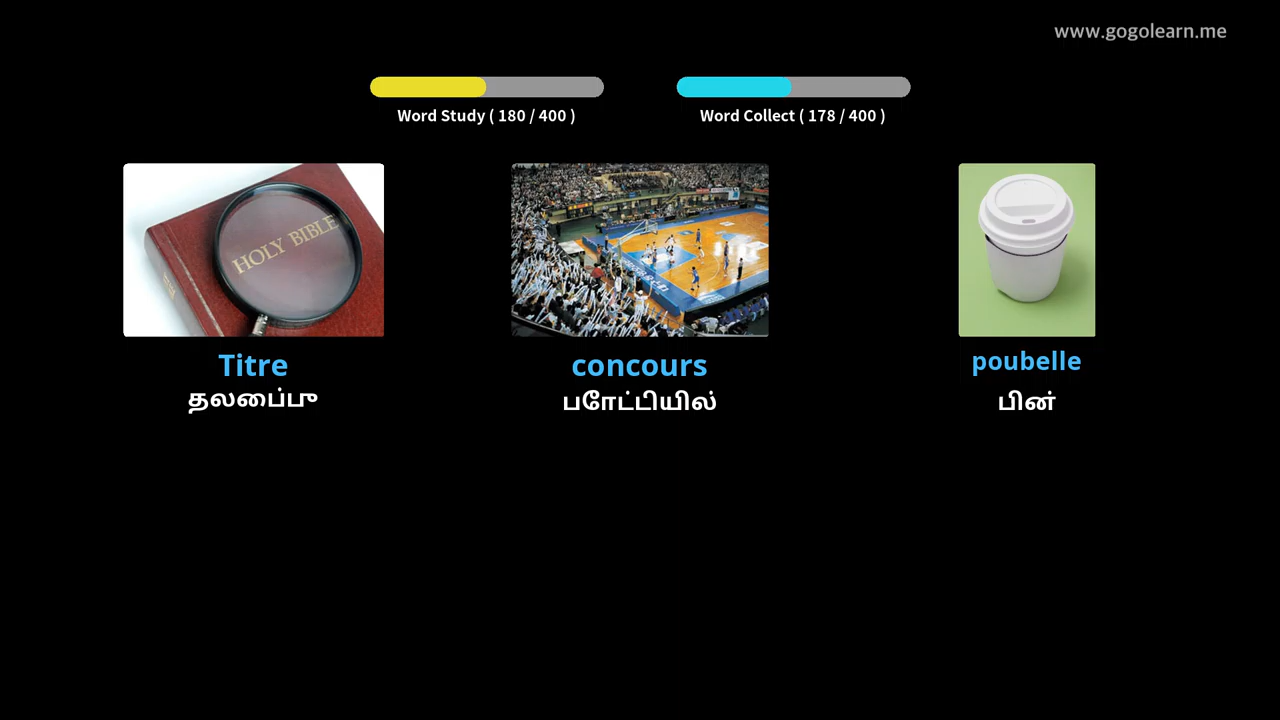 www.gogolearn.me
Word Study ( 180 / 400 )
Word Collect ( 178 / 400 )
HOLY BIBLE
Titre
concours
poubelle
தலைப்பு
போட்டியில்
பின்